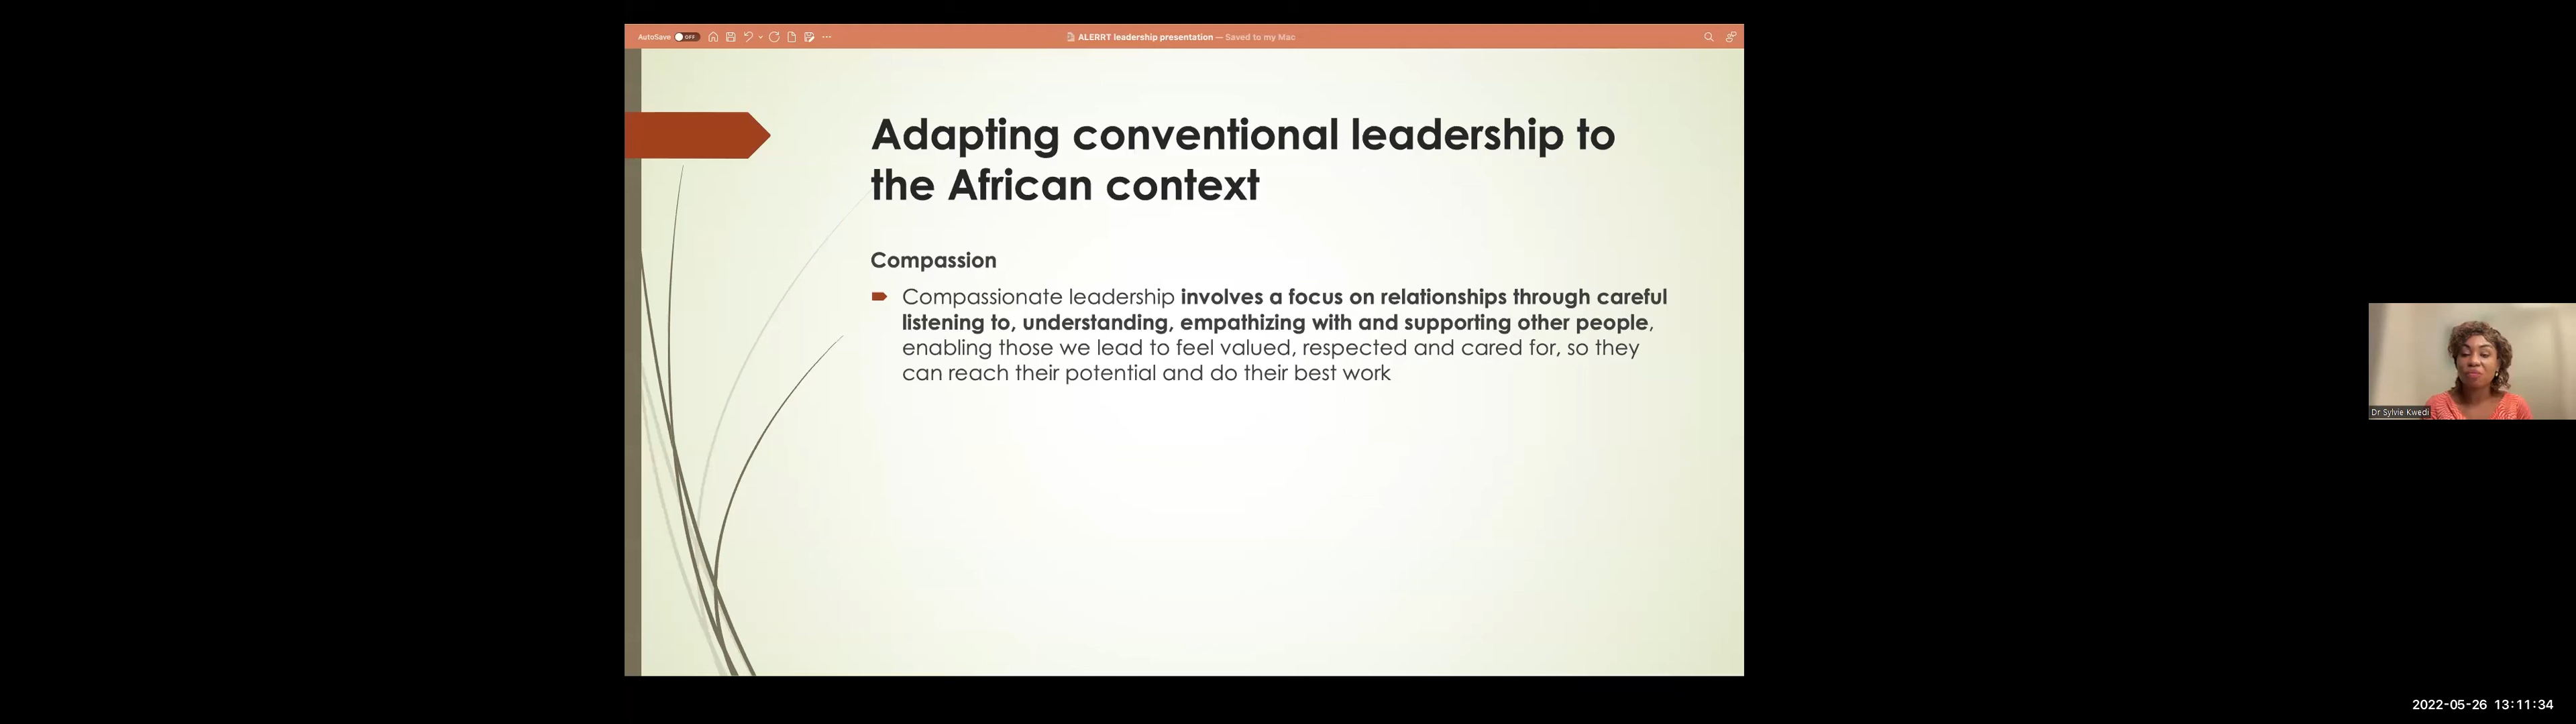 AutoSave OFF
ALERRT leadership presentation — Saved to my Mac
Adapting conventional leadership to
the African context
Compassion
Compassionate leadership involves a focus on relationships through careful
listening to, understanding, empathizing with and supporting other people,
enabling those we lead to feel valued, respected and cared for, so they
can reach their potential and do their best work
Dr Sylvie Kwedi
2022-05-26 13:11:34